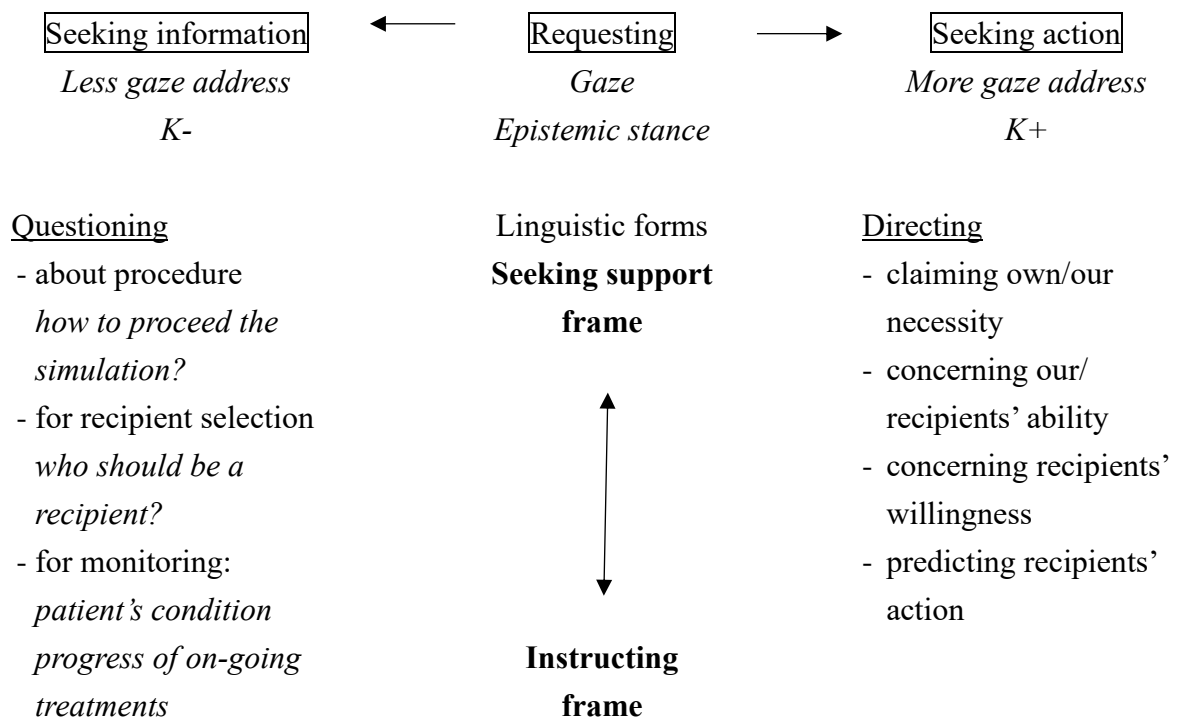 Seeking information
Requesting
Seeking action
Less gaze address
Gaze
More gaze address
K-
Epistemic stance
K+
Questioning
- about procedure
how to proceed the
simulation?
- for recipient selection
who should be a
recipient?
- for monitoring:
patient’s condition
progress of on-going
treatments
Linguistic forms
Seeking support
frame
Instructing
frame
Directing
- claiming own/our
necessity
- concerning our/
recipients’ ability
- concerning recipients’
willingness
- predicting recipients’
action